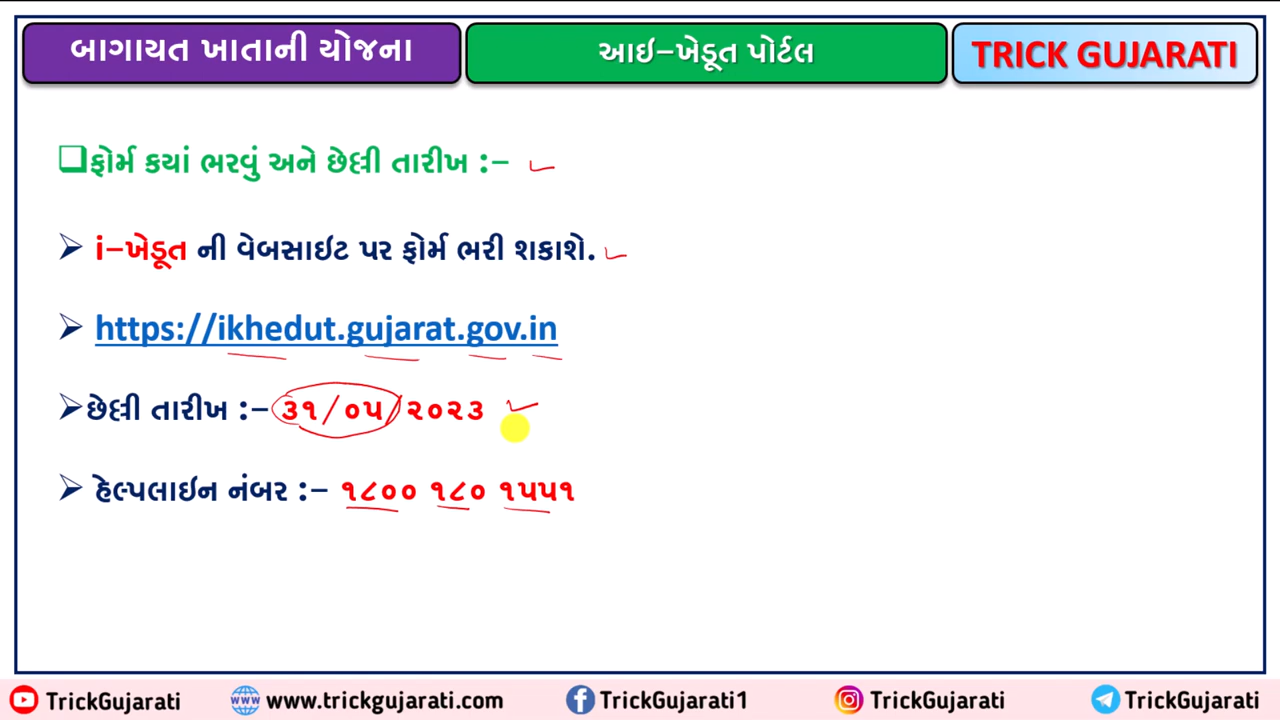 બાગાયત ખાતાની યોજના
આઇ-ખેડૂત પોર્ટલ
TRICK GUJARATI
ફોર્મ કયાં ભરવું અને છેલ્લી તારીખ :-
i-ખેડૂત ની વેબસાઇટ પર ફોર્મ ભરી શકાશે.
https://ikhedut.gujarat.gov.in
છેલ્લી તારીખ :- ૩૧/૦૫/૨૦૨૩
હેલ્પલાઇન નંબર :- ૧૮૦૦ ૧૮૦ ૧૫૫૧
TrickGujarati
www.trickgujarati.com
TrickGujarati1
TrickGujarati
TrickGujarati